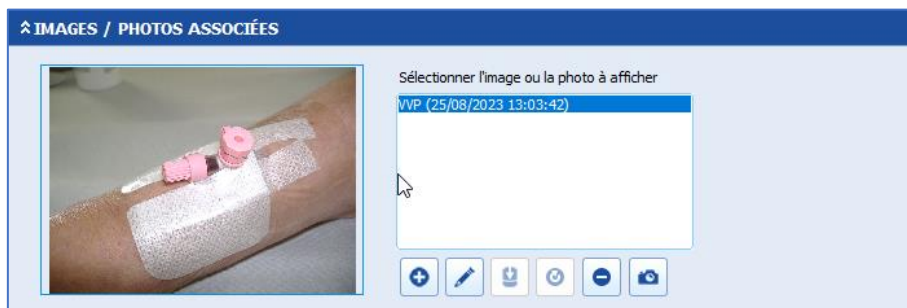 IMAGES / PHOTOS ASSOCIÉES
Sélectionner l'image ou la photo à afficher
VVP (25/08/2023 13:03:42)